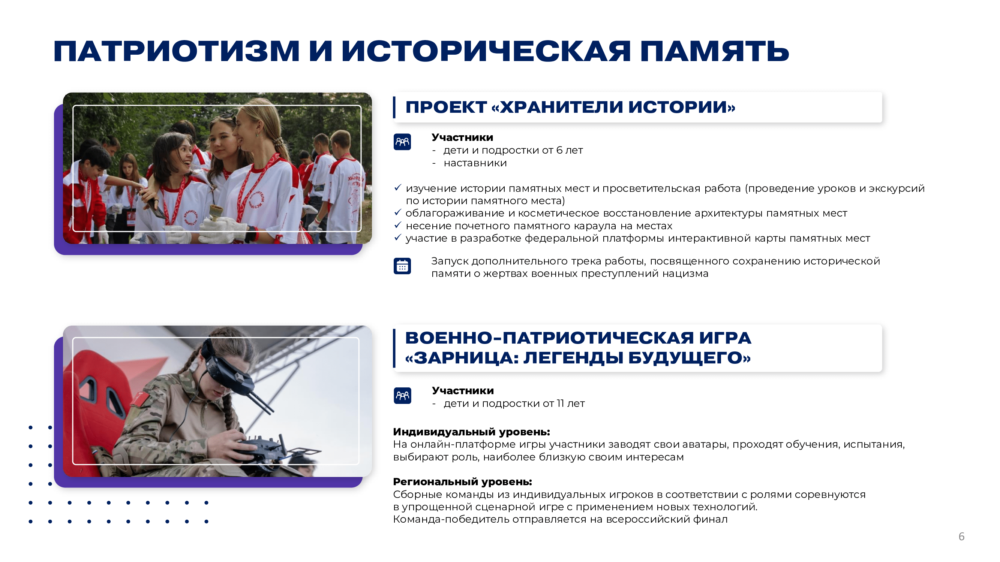 ПАТРИОТИЗМ И ИСТОРИЧЕСКАЯ ПАМЯТЬ
ПРОЕКТ «ХРАНИТЕЛИ ИСТОРИИ»
Участники
- дети и подростки от 6 лет
- наставники
✓ изучение истории памятных мест и просветительская работа (проведение уроков и экскурсий
по истории памятного места)
✓ облагораживание и косметическое восстановление архитектуры памятных мест
✓ несение почетного памятного караула на местах
✓ участие в разработке федеральной платформы интерактивной карты памятных мест
Запуск дополнительного трека работы, посвященного сохранению исторической
памяти о жертвах военных преступлений нацизма
ХРАНИТЕЛИ ИСТОРИИ
ХРАНИТЕЛИ ИСТОРИИ
ВОЕННО-ПАТРИОТИЧЕСКАЯ ИГРА
«ЗАРНИЦА: ЛЕГЕНДЫ БУДУЩЕГО»
Участники
- дети и подростки от 11 лет
Индивидуальный уровень:
На онлайн-платформе игры участники заводят свои аватары, проходят обучения, испытания,
выбирают роль, наиболее близкую своим интересам
Региональный уровень:
Сборные команды из индивидуальных игроков в соответствии с ролями соревнуются
в упрощенной сценарной игре с применением новых технологий.
Команда-победитель отправляется на всероссийский финал
6